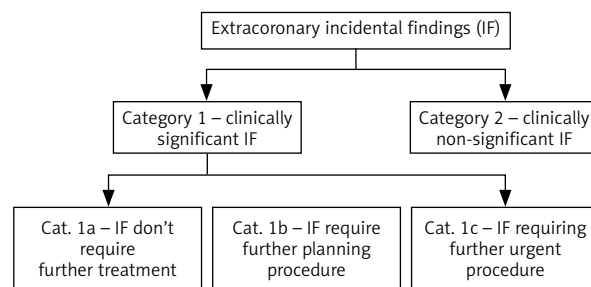 Extracoronary incidental findings (IF)
Category 1 – clinically
significant IF
Category 2 – clinically
non-significant IF
Cat. 1a – IF don't
require
further treatment
Cat. 1b – IF require
further planning
procedure
Cat. 1c – IF requiring
further urgent
procedure